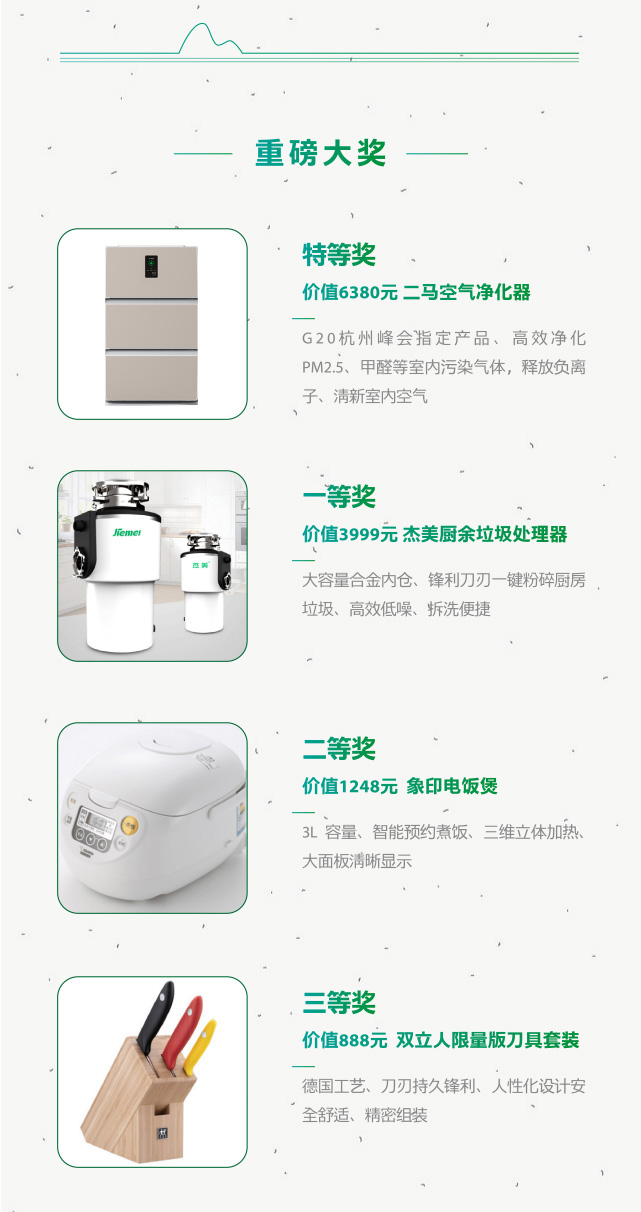 重磅大奖
特等奖
价值6380元 二马空气净化器
G20杭州峰会指定产品、高效净化
PM2.5、甲醛等室内污染气体，释放负离
子、清新室内空气
Jiemei
杰美
一等奖
价值3999元 杰美厨余垃圾处理器
大容量合金内仓、锋利刀刃一键粉碎厨房
垃圾、高效低噪、拆洗便捷
二等奖
价值1248元 象印电饭煲
3L 容量、智能预约煮饭、三维立体加热、
大面板清晰显示
三等奖
价值888元 双立人限量版刀具套装
德国工艺、刀刃持久锋利、人性化设计安
全舒适、精密组装